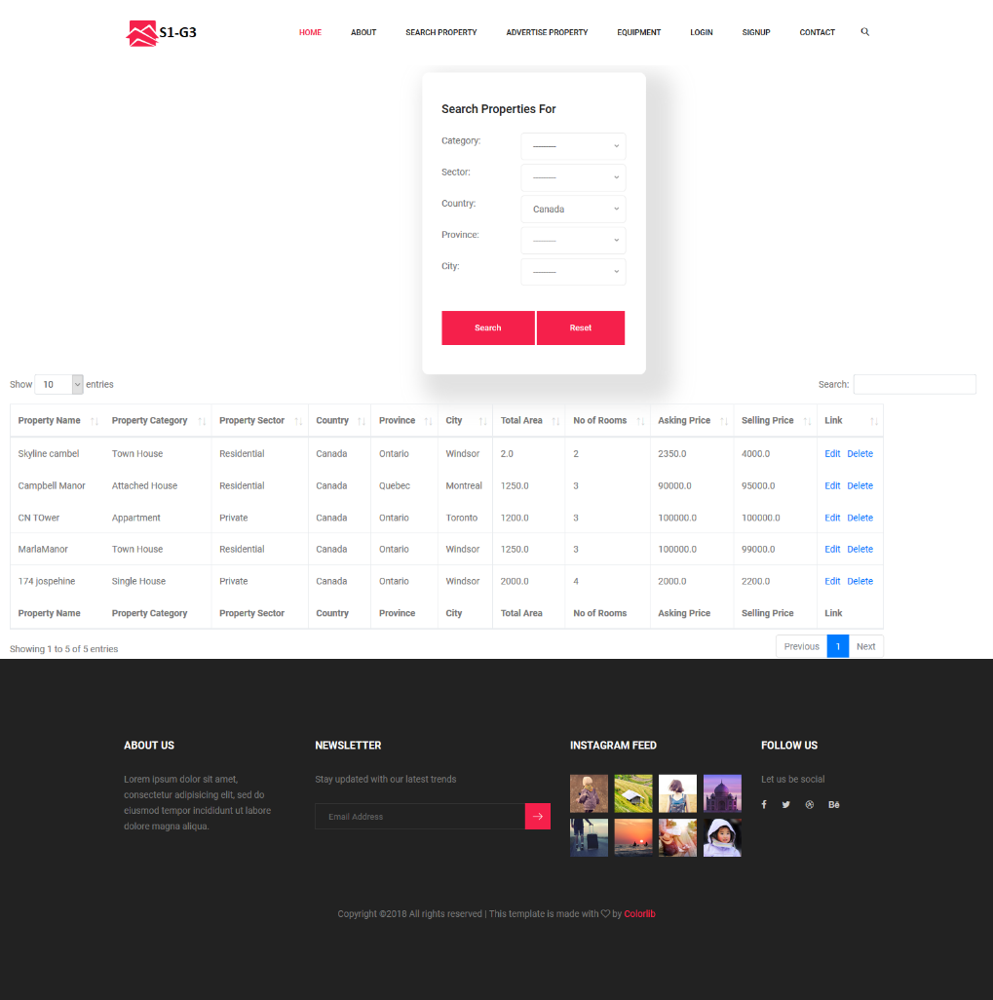 S1-G3
HOME ABOUT SEARCH PROPERTY ADVERTISE PROPERTY EQUIPMENT LOGIN SIGNUP CONTACT
Search Properties For
Category: ---------
Sector: ---------
Country: Canada
Province: ---------
City: ---------
Search Reset
Show 10 entries Search:
Property Name Property Category Property Sector Country Province City Total Area No of Rooms Asking Price Selling Price Link
Skyline cambel Town House Residential Canada Ontario Windsor 2.0 2 2350.0 4000.0 Edit Delete
Campbell Manor Attached House Residential Canada Quebec Montreal 1250.0 3 90000.0 95000.0 Edit Delete
CN TOwer Appartment Private Canada Ontario Toronto 1200.0 3 100000.0 100000.0 Edit Delete
MarlaManor Town House Residential Canada Ontario Windsor 1250.0 3 100000.0 99000.0 Edit Delete
174 jospehine Single House Private Canada Ontario Windsor 2000.0 4 2000.0 2200.0 Edit Delete
Property Name Property Category Property Sector Country Province City Total Area No of Rooms Asking Price Selling Price Link
Showing 1 to 5 of 5 entries Previous 1 Next
ABOUT US NEWSLETTER INSTAGRAM FEED FOLLOW US
Lorem ipsum dolor sit amet, Stay updated with our latest trends Let us be social
consectetur adipisicing elit, sed do
eiusmod tempor incididunt ut labore
dolore magna aliqua.
Email Address
Bē
Copyright ©2018 All rights reserved | This template is made with ♡ by Colorlib